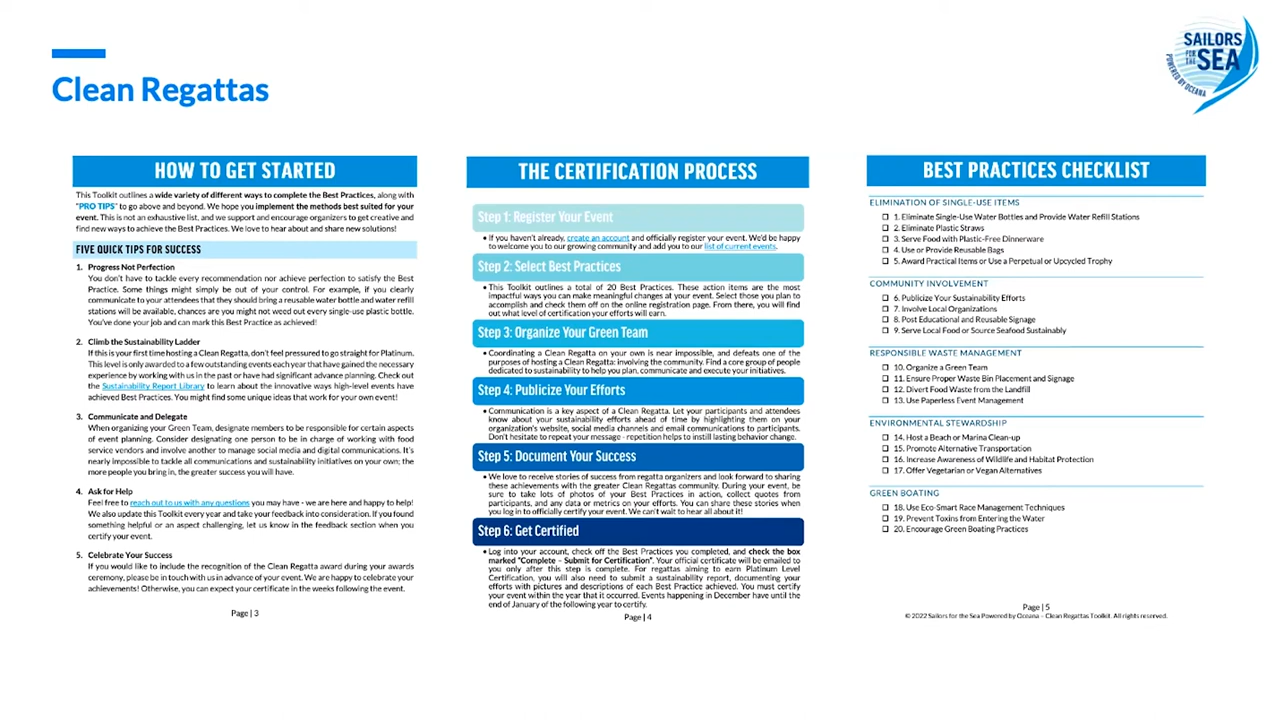 Clean Regattas
SAILORS
FOR THE
SEA
POWERED BY OCEANA
HOW TO GET STARTED
This Toolkit outlines a wide variety of different ways to complete the Best Practices, along with
"PRO TIPS" to go above and beyond. We hope you implement the methods best suited for your
event. This is not an exhaustive list, and we support and encourage organizers to get creative and
find new ways to achieve the Best Practices. We love to hear about and share new solutions!
FIVE QUICK TIPS FOR SUCCESS
1. Progress Not Perfection
You don't have to tackle every recommendation nor achieve perfection to satisfy the Best
Practice. Some things might simply be out of your control. For example, if you clearly
communicate to your attendees that they should bring a reusable water bottle and water refill
stations will be available, chances are you might not weed out every single-use plastic bottle.
You've done your job and can mark this Best Practice as achieved!
2. Climb the Sustainability Ladder
If this is your first time hosting a Clean Regatta, don't feel pressured to go straight for Platinum.
This level is only awarded to a few outstanding events each year that have gained the necessary
experience by working with us in the past or have had significant advance planning. Check out
the Sustainability Report Library to learn about the innovative ways high-level events have
achieved Best Practices. You might find some unique ideas that work for your own event!
3. Communicate and Delegate
When organizing your Green Team, designate members to be responsible for certain aspects
of event planning. Consider designating one person to be in charge of working with food
service vendors and involve another to manage social media and digital communications. It's
nearly impossible to tackle all communications and sustainability initiatives on your own; the
more people you bring in, the greater success you will have.
4. Ask for Help
Feel free to reach out to us with any questions you may have - we are here and happy to help!
We also update this Toolkit every year and take your feedback into consideration. If you found
something helpful or an aspect challenging, let us know in the feedback section when you
certify your event.
5. Celebrate Your Success
If you would like to include the recognition of the Clean Regatta award during your awards
ceremony, please be in touch with us in advance of your event. We are happy to celebrate your
achievements! Otherwise, you can expect your certificate in the weeks following the event.
Page | 3
THE CERTIFICATION PROCESS
Step 1: Register Your Event
• If you haven't already, create an account and officially register your event. We'd be happy
to welcome you to our growing community and add you to our list of current events.
Step 2: Select Best Practices
• This Toolkit outlines a total of 20 Best Practices. These action items are the most
impactful ways you can make meaningful changes at your event. Select those you plan to
accomplish and check them off on the online registration page. From there, you will find
out what level of certification your efforts will earn.
Step 3: Organize Your Green Team
• Coordinating a Clean Regatta on your own is near impossible, and defeats one of the
purposes of hosting a Clean Regatta: involving the community. Find a core group of people
dedicated to sustainability to help you plan, communicate and execute your initiatives.
Step 4: Publicize Your Efforts
• Communication is a key aspect of a Clean Regatta. Let your participants and attendees
know about your sustainability efforts ahead of time by highlighting them on your
organization's website, social media channels and email communications to participants.
Don't hesitate to repeat your message - repetition helps to instill lasting behavior change.
Step 5: Document Your Success
• We love to receive stories of success from regatta organizers and look forward to sharing
these achievements with the greater Clean Regattas community. During your event, be
sure to take lots of photos of your Best Practices in action, collect quotes from
participants, and any data or metrics on your efforts. You can share these stories when
you log in to officially certify your event. We can't wait to hear all about it!
Step 6: Get Certified
• Log into your account, check off the Best Practices you completed, and check the box
marked "Complete – Submit for Certification". Your official certificate will be emailed to
you only after this step is complete. For regattas aiming to earn Platinum Level
Certification, you will also need to submit a sustainability report, documenting your
efforts with pictures and descriptions of each Best Practice achieved. You must certify
your event within the year that it occurred. Events happening in December have until the
end of January of the following year to certify.
Page | 4
BEST PRACTICES CHECKLIST
ELIMINATION OF SINGLE-USE ITEMS
☐ 1. Eliminate Single-Use Water Bottles and Provide Water Refill Stations
☐ 2. Eliminate Plastic Straws
☐ 3. Serve Food with Plastic-Free Dinnerware
☐ 4. Use or Provide Reusable Bags
☐ 5. Award Practical Items or Use a Perpetual or Upcycled Trophy
COMMUNITY INVOLVEMENT
☐ 6. Publicize Your Sustainability Efforts
☐ 7. Involve Local Organizations
☐ 8. Post Educational and Reusable Signage
☐ 9. Serve Local Food or Source Seafood Sustainably
RESPONSIBLE WASTE MANAGEMENT
☐ 10. Organize a Green Team
☐ 11. Ensure Proper Waste Bin Placement and Signage
☐ 12. Divert Food Waste from the Landfill
☐ 13. Use Paperless Event Management
ENVIRONMENTAL STEWARDSHIP
☐ 14. Host a Beach or Marina Clean-up
☐ 15. Promote Alternative Transportation
☐ 16. Increase Awareness of Wildlife and Habitat Protection
☐ 17. Offer Vegetarian or Vegan Alternatives
GREEN BOATING
☐ 18. Use Eco-Smart Race Management Techniques
☐ 19. Prevent Toxins from Entering the Water
☐ 20. Encourage Green Boating Practices
Page | 5
© 2022 Sailors for the Sea Powered by Oceana – Clean Regattas Toolkit. All rights reserved.